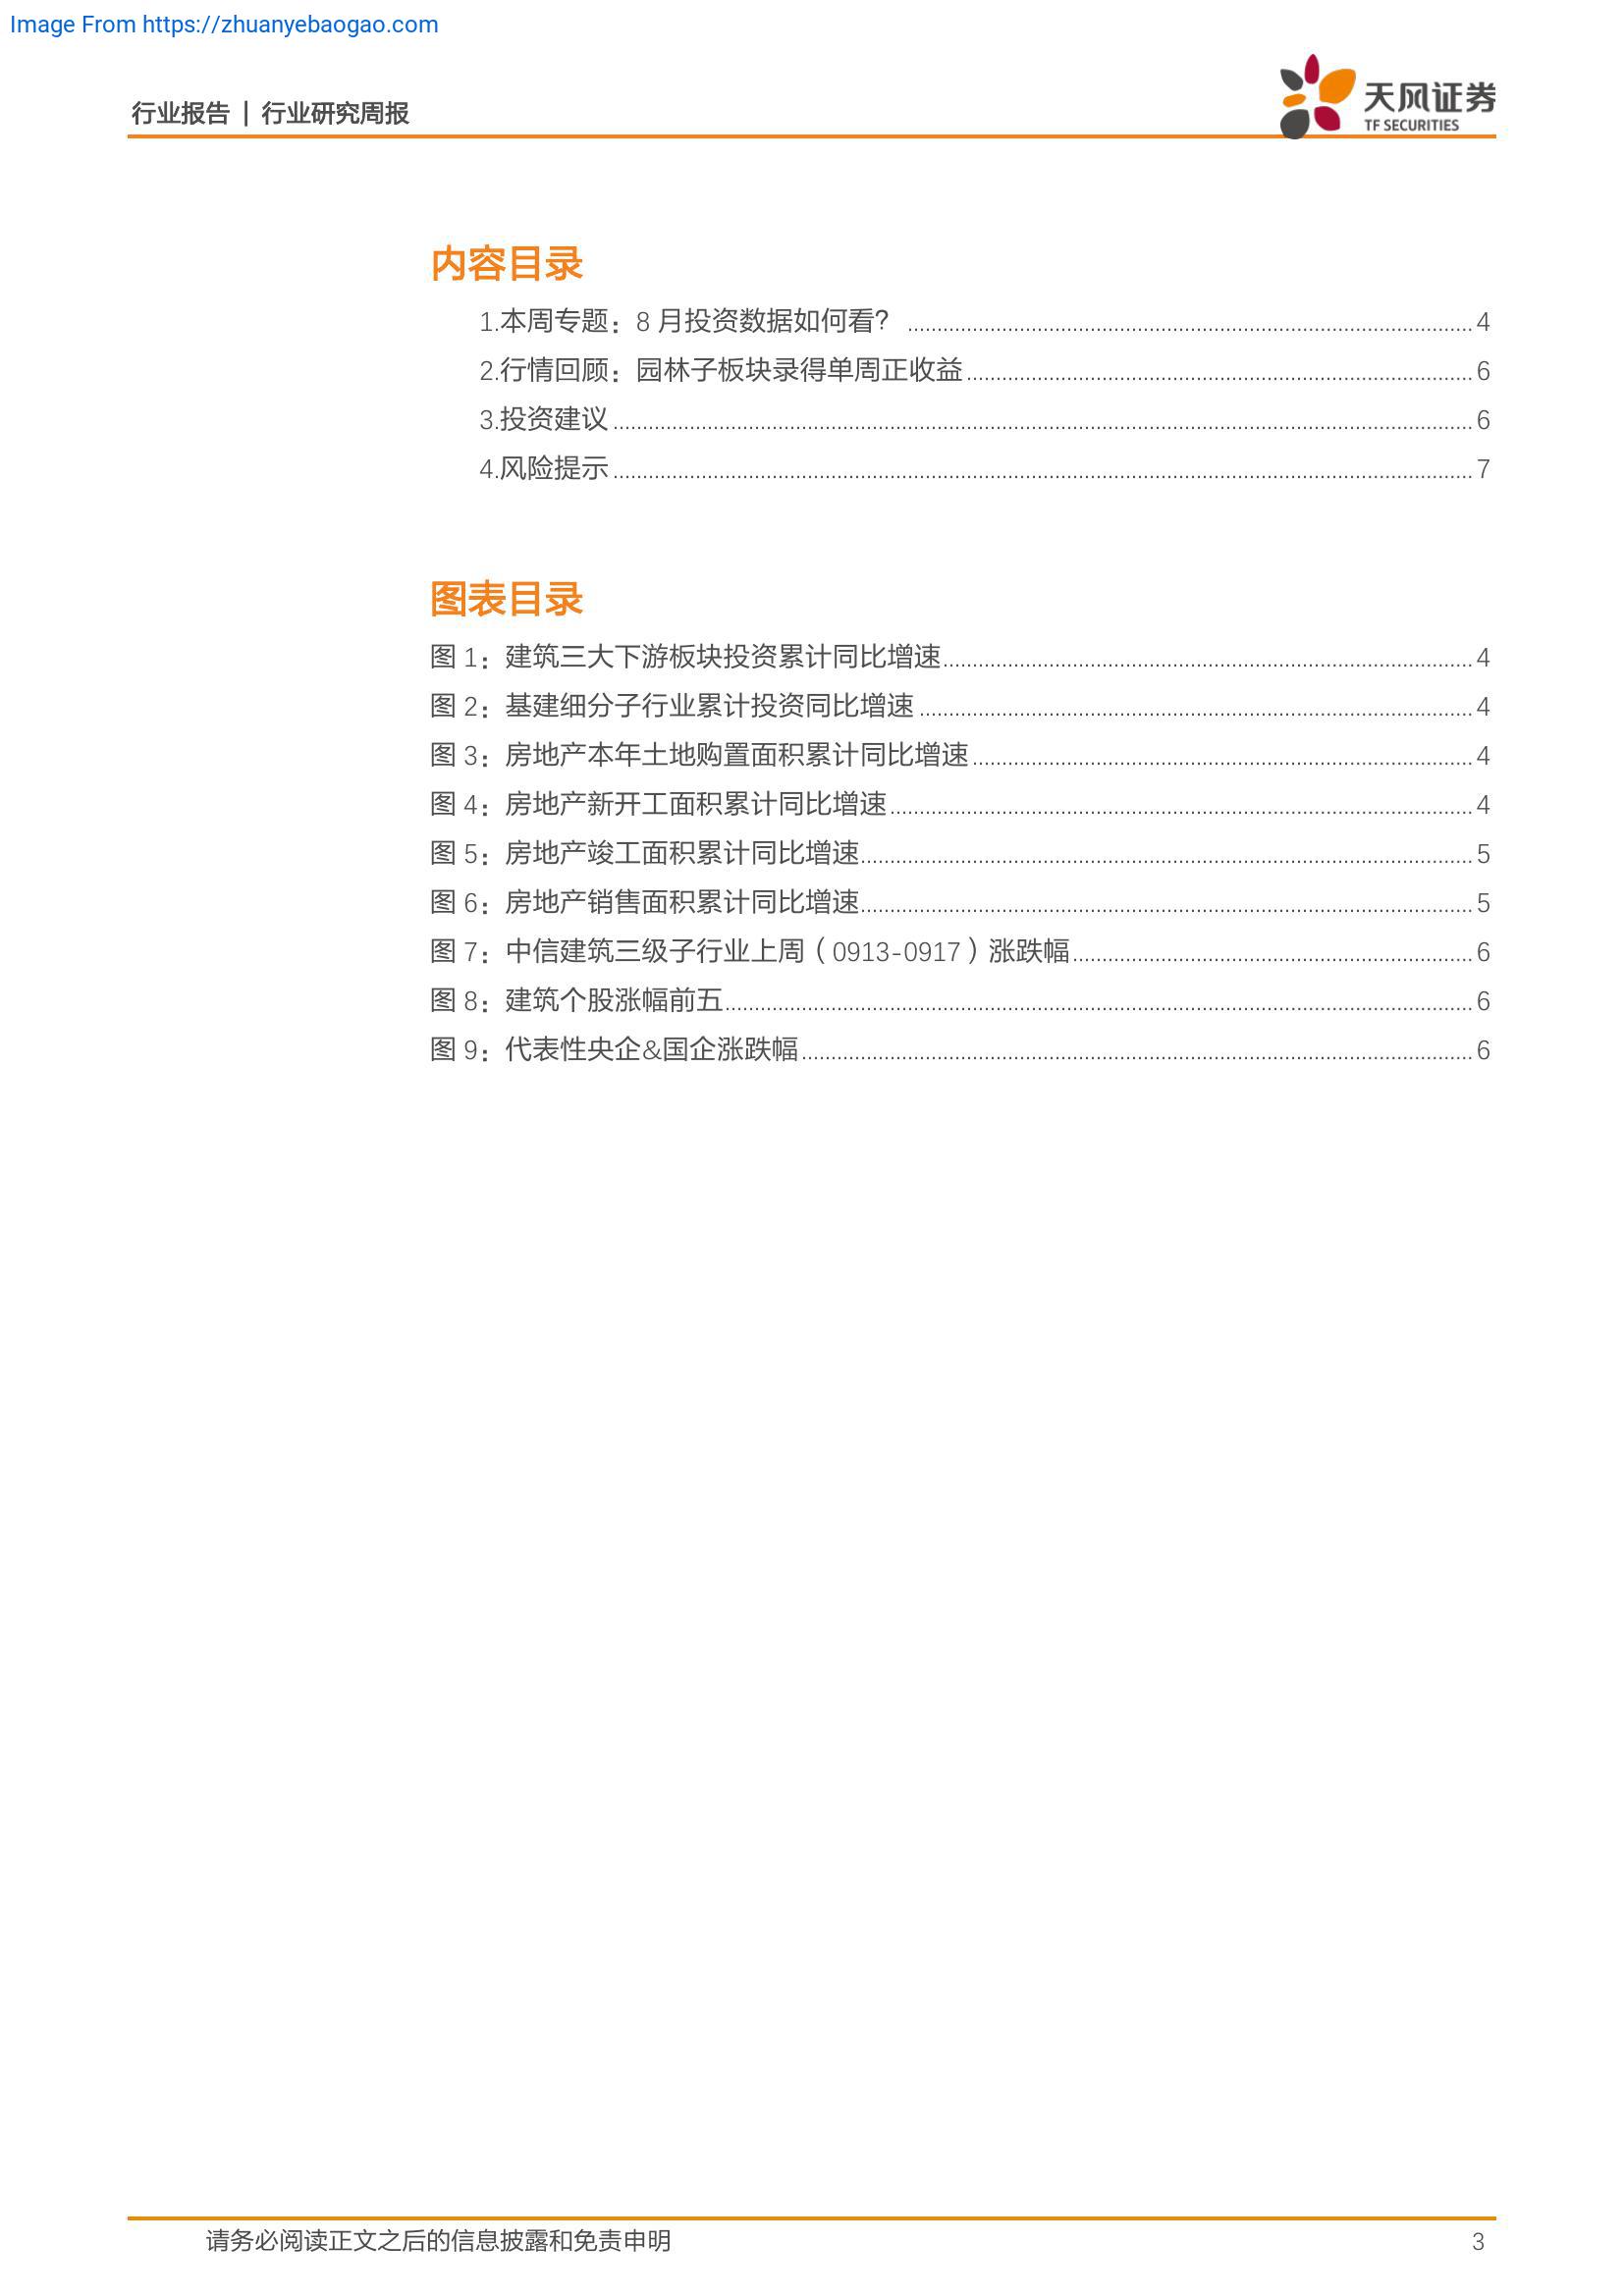 Image From https://zhuanyebaogao.com
行业报告 | 行业研究周报
天风证券
TF SECURITIES
内容目录
1.本周专题：8 月投资数据如何看？ ........ 4
2.行情回顾：园林子板块录得单周正收益 ........ 6
3.投资建议 ........ 6
4.风险提示 ........ 7
图表目录
图 1：建筑三大下游板块投资累计同比增速 ........ 4
图 2：基建细分子行业累计投资同比增速 ........ 4
图 3：房地产本年土地购置面积累计同比增速 ........ 4
图 4：房地产新开工面积累计同比增速 ........ 4
图 5：房地产竣工面积累计同比增速 ........ 5
图 6：房地产销售面积累计同比增速 ........ 5
图 7：中信建筑三级子行业上周（0913-0917）涨跌幅 ........ 6
图 8：建筑个股涨幅前五 ........ 6
图 9：代表性央企&国企涨跌幅 ........ 6
请务必阅读正文之后的信息披露和免责申明 3